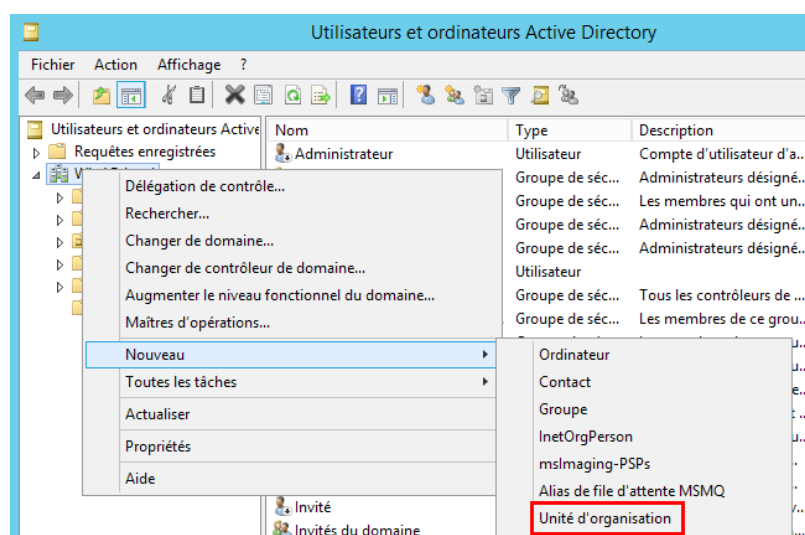 Utilisateurs et ordinateurs Active Directory
Fichier Action Affichage ?
Utilisateurs et ordinateurs Active
Nom Type Description
Requêtes enregistrées
Administrateur Utilisateur Compte d'utilisateur d'a...
Délégation de contrôle...
Groupe de séc... Administrateurs désigné...
Rechercher...
Groupe de séc... Les membres qui ont un...
Groupe de séc... Administrateurs désigné...
Changer de domaine...
Groupe de séc... Administrateurs désigné...
Changer de contrôleur de domaine...
Utilisateur
Augmenter le niveau fonctionnel du domaine...
Groupe de séc... Tous les contrôleurs de ...
Maîtres d'opérations...
Groupe de séc... Les membres de ce grou...
Nouveau
Toutes les tâches
Actualiser
Propriétés
Aide
Ordinateur
Contact
Groupe
InetOrgPerson
msImaging-PSPs
Alias de file d'attente MSMQ
Unité d'organisation
Invité
Invités du domaine